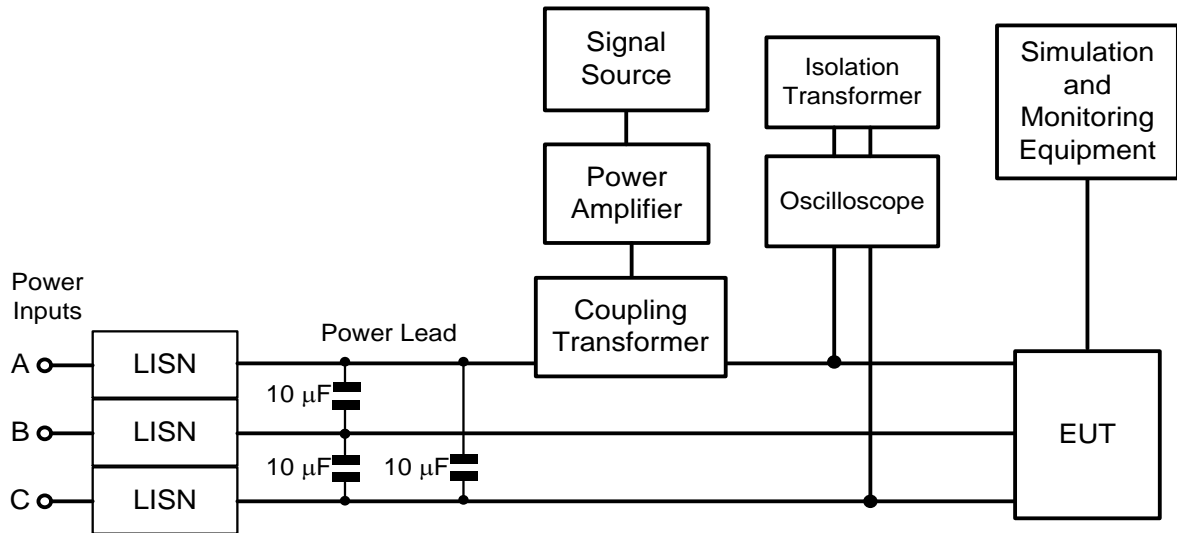 Signal
Source
Isolation
Transformer
Simulation
and
Monitoring
Equipment
Power
Amplifier
Oscilloscope
Power
Inputs
Coupling
Transformer
Power Lead
A
LISN
10 μF
B
LISN
EUT
10 μF
10 μF
C
LISN